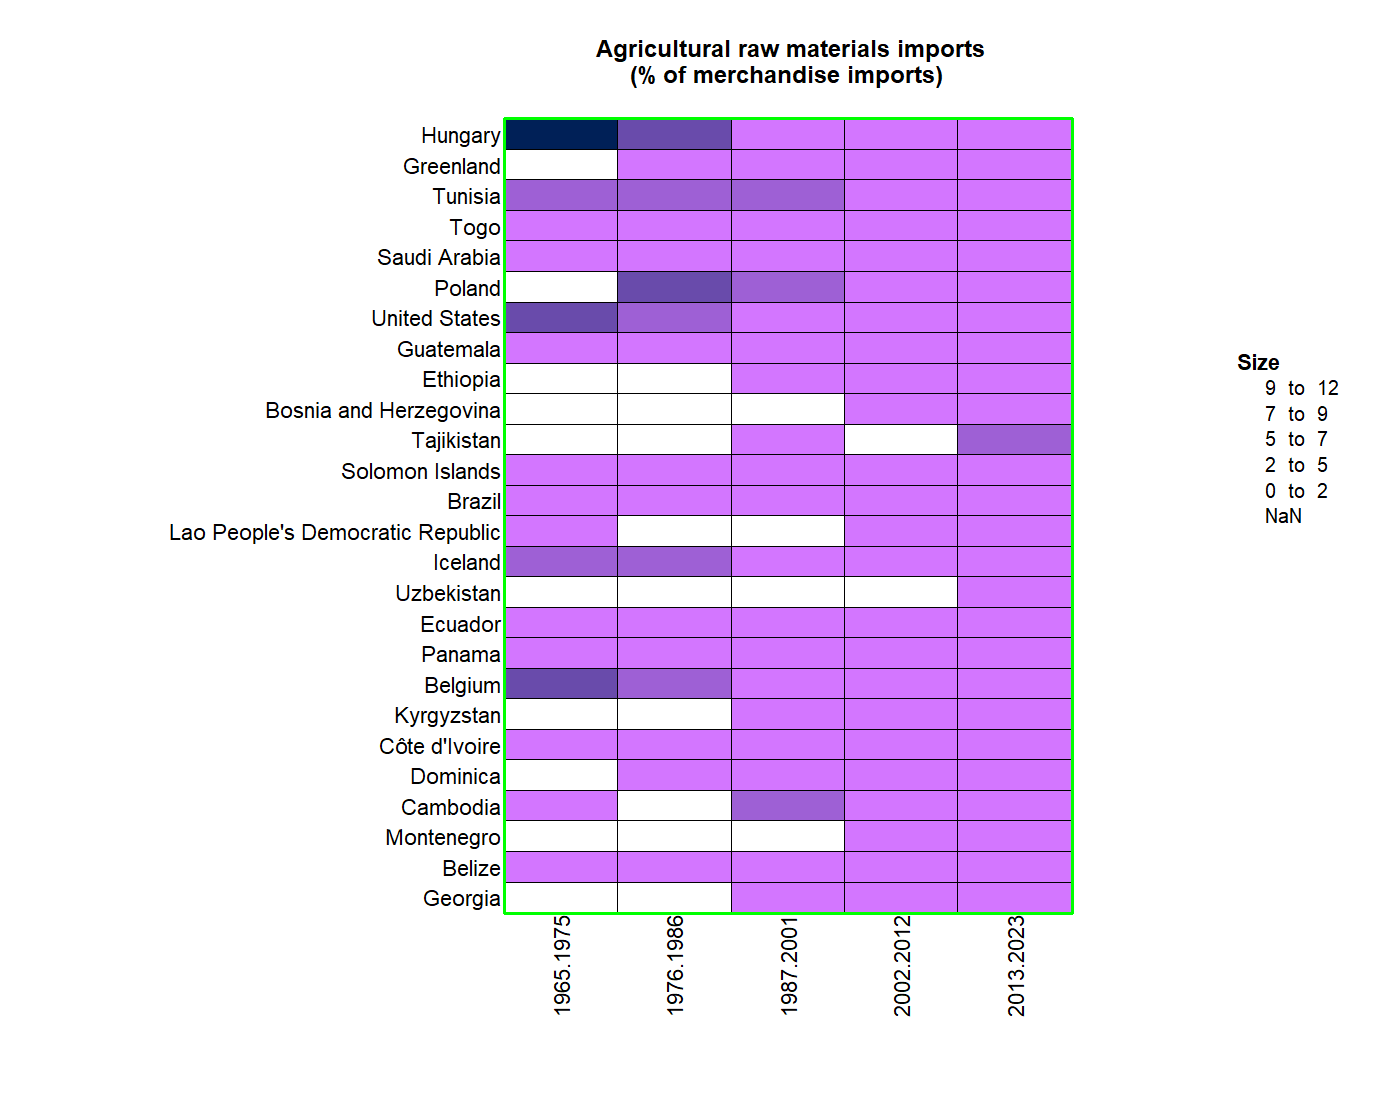 Agricultural raw materials imports
(% of merchandise imports)
Hungary
Greenland
Tunisia
Togo
Saudi Arabia
Poland
United States
Guatemala
Ethiopia
Bosnia and Herzegovina
Tajikistan
Solomon Islands
Brazil
Lao People's Democratic Republic
Iceland
Uzbekistan
Ecuador
Panama
Belgium
Kyrgyzstan
Côte d'Ivoire
Dominica
Cambodia
Montenegro
Belize
Georgia
1965.1975
1976.1986
1987.2001
2002.2012
2013.2023
Size
9 to 12
7 to 9
5 to 7
2 to 5
0 to 2
NaN